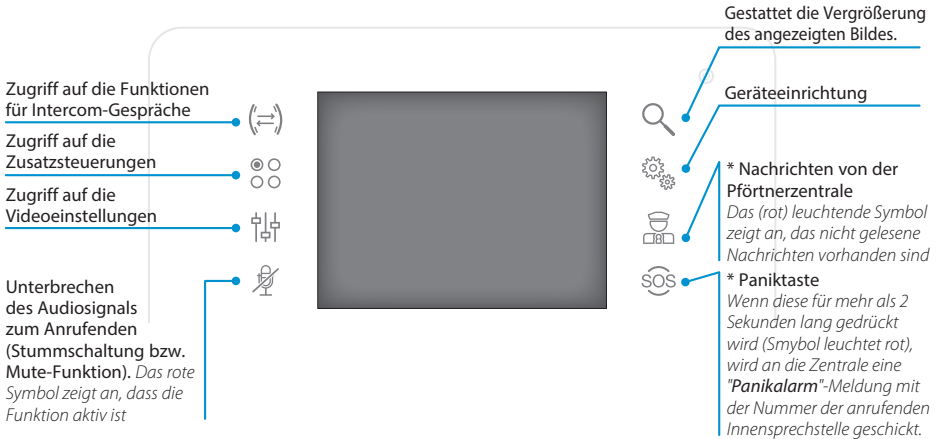 Zugriff auf die Funktionen
für Intercom-Gespräche
Zugriff auf die
Zusatzsteuerungen
Zugriff auf die
Videoeinstellungen
Unterbrechen
des Audiosignals
zum Anrufenden
(Stummschaltung bzw.
Mute-Funktion). Das rote
Symbol zeigt an, dass die
Funktion aktiv ist
Gestattet die Vergrößerung
des angezeigten Bildes.
Geräteeinrichtung
* Nachrichten von der
Pförtnerzentrale
Das (rot) leuchtende Symbol
zeigt an, das nicht gelesene
Nachrichten vorhanden sind
SOS
* Paniktaste
Wenn diese für mehr als 2
Sekunden lang gedrückt
wird (Smybol leuchtet rot),
wird an die Zentrale eine
"Panikalarm"-Meldung mit
der Nummer der anrufenden
Innensprechstelle geschickt.